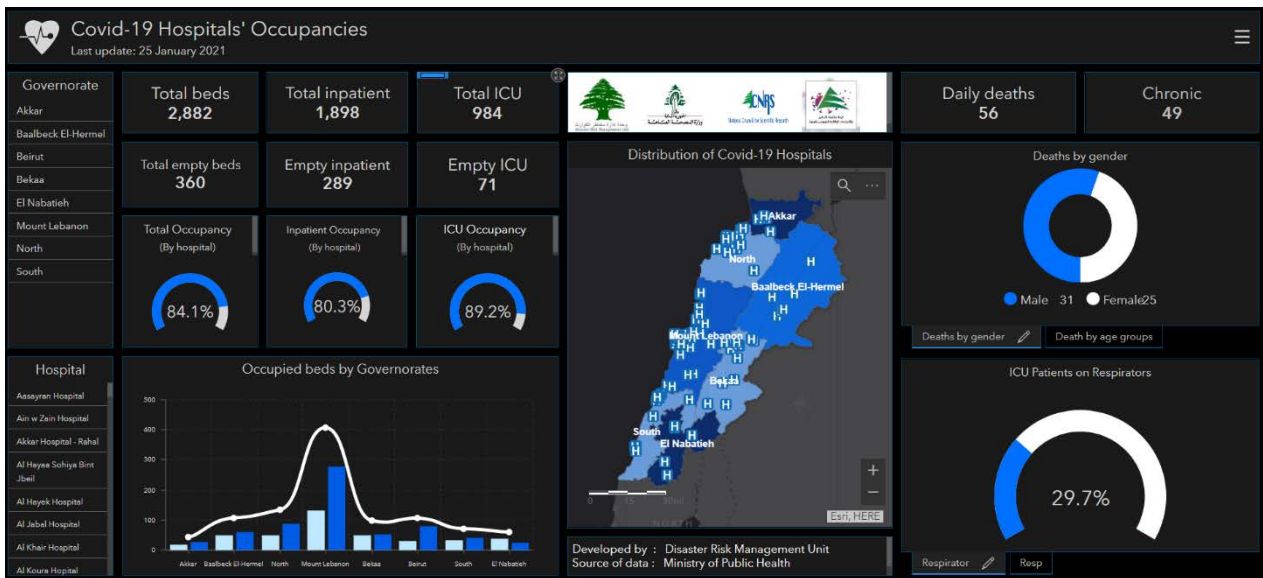 Covid-19 Hospitals' Occupancies
Last update: 25 January 2021
Governorate
Akkar
Baalbeck El-Hermel
Beirut
Bekaa
El Nabatieh
Mount Lebanon
North
South
Total beds
2,882
Total inpatient
1,898
Total ICU
984
Total empty beds
360
Empty inpatient
289
Empty ICU
71
Total Occupancy
(By hospital)
84.1%
Inpatient Occupancy
(By hospital)
80.3%
ICU Occupancy
(By hospital)
89.2%
CNRS
Daily deaths
56
Chronic
49
Distribution of Covid-19 Hospitals
Akkar
North
Baalbeck El-Hermel
Mount Lebanon
Bekaa
South
El Nabatieh
Esri, HERE
Developed by : Disaster Risk Management Unit
Source of data : Ministry of Public Health
Deaths by gender
Male 31 Female25
Deaths by gender
Death by age groups
ICU Patients on Respirators
29.7%
Respirator
Resp
Hospital
Aasayran Hospital
Ain w Zain Hospital
Akkar Hospital - Rahal
Al Hayaa Sohiya Bint
Jbeil
Al Hayek Hospital
Al Jabal Hospital
Al Khair Hospital
Al Koura Hopital
Occupied beds by Governorates
500
400
300
200
100
0
Akkar Baalbeck El-Hermel North Mount Lebanon Bekaa Beirut South El Nabatieh